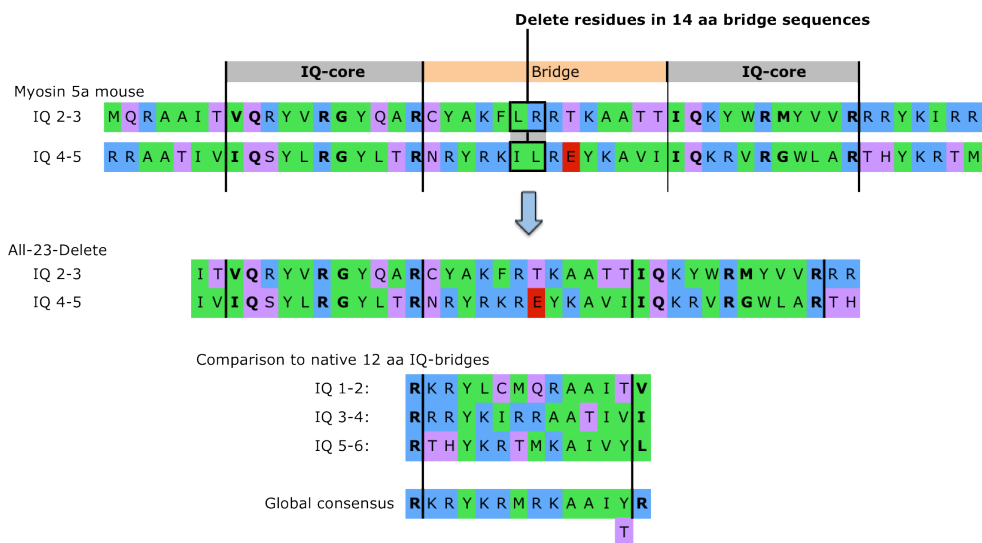 Delete residues in 14 aa bridge sequences
IQ-core Bridge IQ-core
Myosin 5a mouse
IQ 2-3 M Q R A A I T V Q R Y V R G Y Q A R C Y A K F L R R T K A A T T I Q K Y W R M Y V V R R R Y K I R R
IQ 4-5 R R A A T I V I Q S Y L R G Y L T R N R Y R K I L R E Y K A V I I Q K R V R G W L A R T H Y K R T M
All-23-Delete
IQ 2-3 I T V Q R Y V R G Y Q A R C Y A K F R T K A A T T I Q K Y W R M Y V V R R R
IQ 4-5 I V I Q S Y L R G Y L T R N R Y R K R E Y K A V I I Q K R V R G W L A R T H
Comparison to native 12 aa IQ-bridges
IQ 1-2: R K R Y L C M Q R A A I T V
IQ 3-4: R R R Y K I R R A A T I V I
IQ 5-6: R T H Y K R T M K A I V Y L
Global consensus R K R Y K R M R K A A I Y R
T